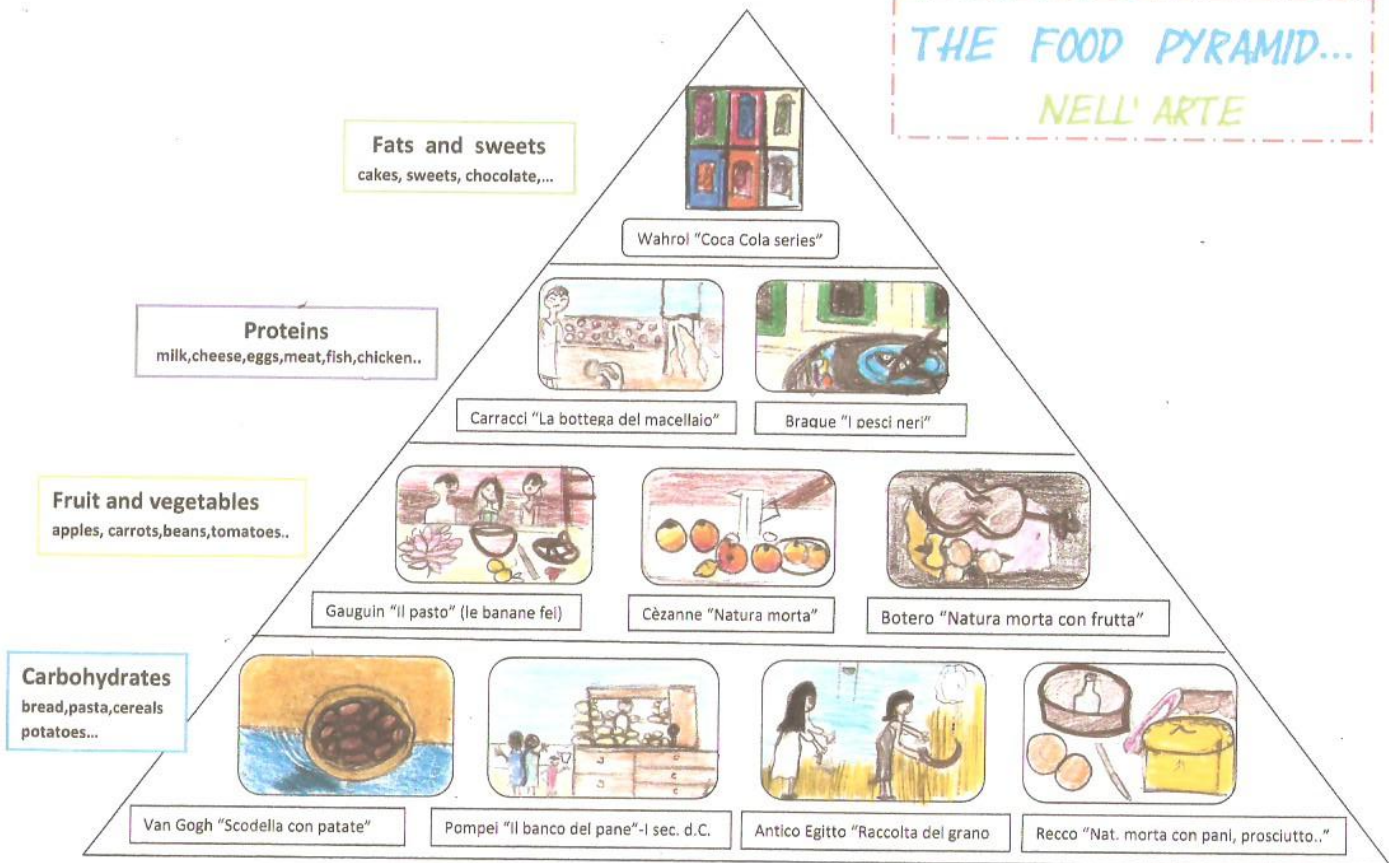 THE FOOD PYRAMID...
NELL' ARTE
Fats and sweets
cakes, sweets, chocolate,...
Wahrol "Coca Cola series"
Proteins
milk,cheese,eggs,meat,fish,chicken..
Carracci "La bottega del macellaio"
Braque "I pesci neri"
Fruit and vegetables
apples, carrots,beans,tomatoes..
Gauguin "Il pasto" (le banane fei)
Cèzanne "Natura morta"
Botero "Natura morta con frutta"
Carbohydrates
bread,pasta,cereals
potatoes...
Van Gogh "Scodella con patate"
Pompei "Il banco del pane"-I sec. d.C.
Antico Egitto "Raccolta del grano
Recco "Nat. morta con pani, prosciutto.."